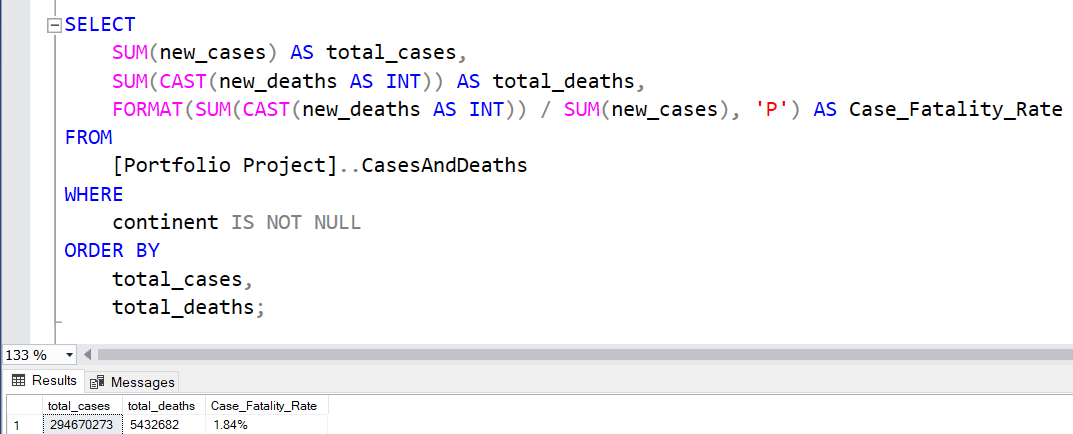 SELECT
SUM(new_cases) AS total_cases,
SUM(CAST(new_deaths AS INT)) AS total_deaths,
FORMAT(SUM(CAST(new_deaths AS INT)) / SUM(new_cases), 'P') AS Case_Fatality_Rate
FROM
[Portfolio Project]..CasesAndDeaths
WHERE
continent IS NOT NULL
ORDER BY
total_cases,
total_deaths;
133 %
Results Messages
total_cases total_deaths Case_Fatality_Rate
1 294670273 5432682 1.84%